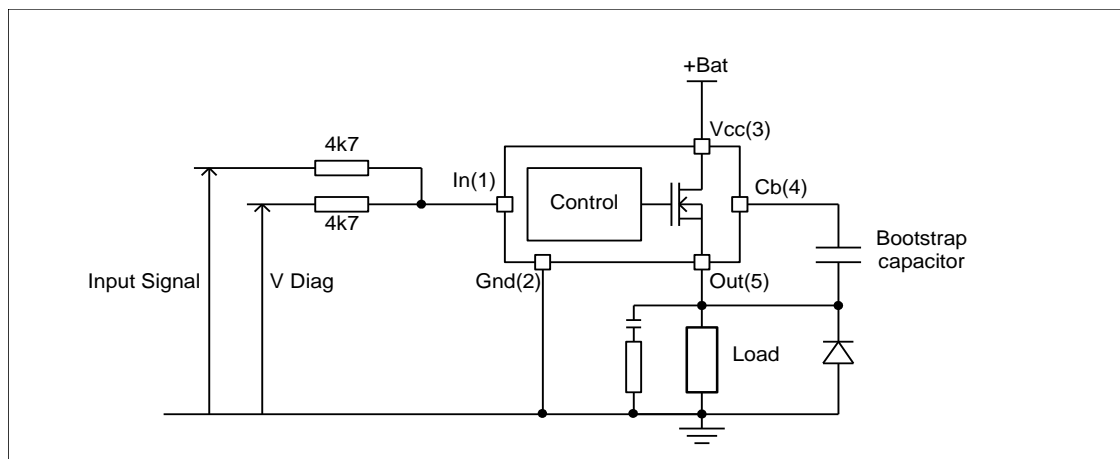 +Bat
Vcc(3)
4k7
In(1)
Cb(4)
Control
4k7
Bootstrap
capacitor
Input Signal
V Diag
Gnd(2)
Out(5)
Load